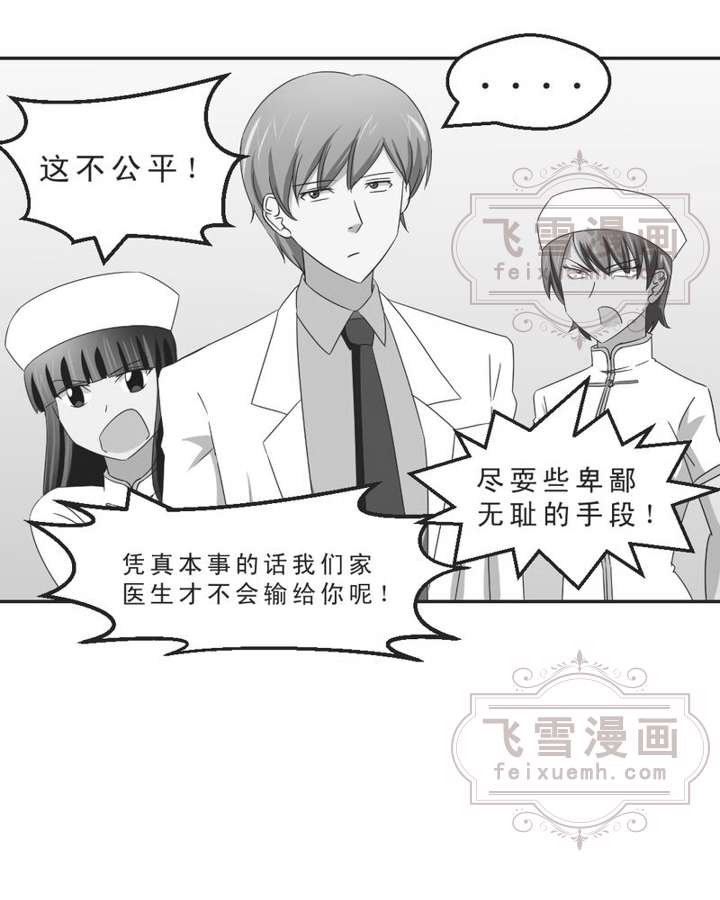 ....
这不公平！
飞雪漫画
feixuemh.com
尽耍些卑鄙
无耻的手段！
凭真本事的话我们家
医生才不会输给你呢！
飞雪漫画
feixuemh.com